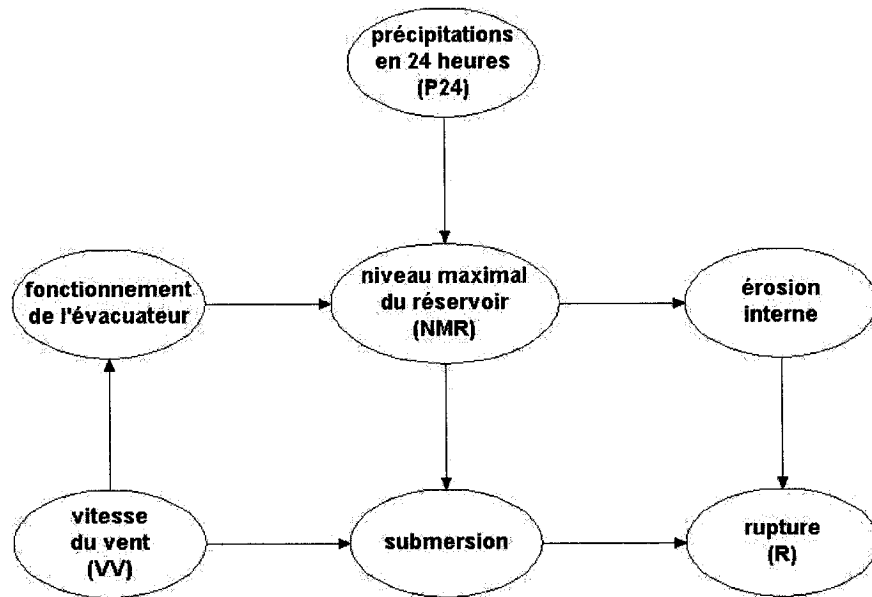 précipitations
en 24 heures
(P24)
fonctionnement
de l'évacuateur
niveau maximal
du réservoir
(NMR)
érosion
interne
vitesse
du vent
(VV)
submersion
rupture
(R)